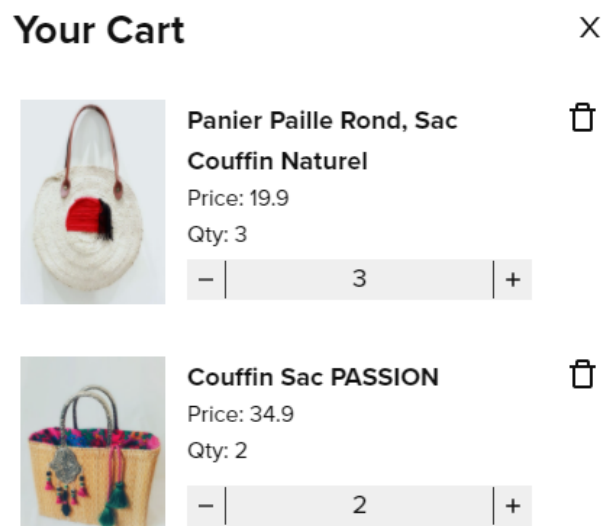 Your Cart X
Panier Paille Rond, Sac
Couffin Naturel
Price: 19.9
Qty: 3
− 3 +
Couffin Sac PASSION
Price: 34.9
Qty: 2
− 2 +